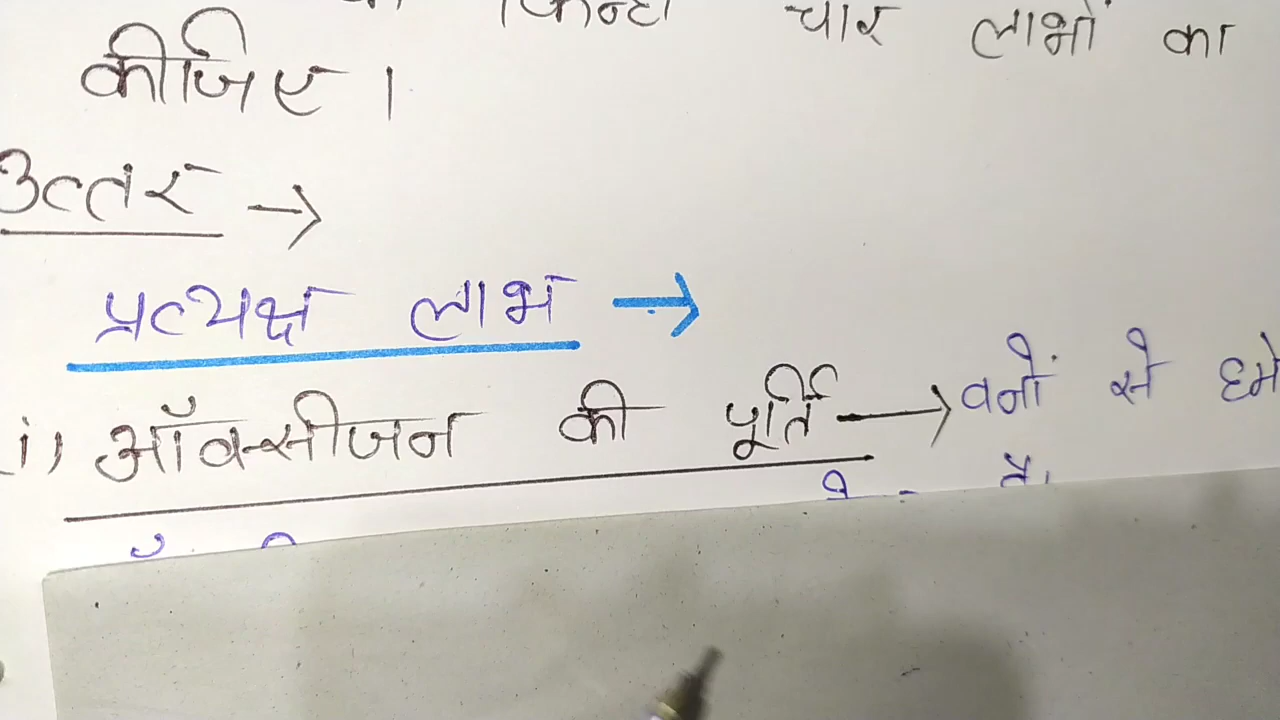 चार लाभों का
कीजिए ।
उत्तर →
प्रत्यक्ष लाभ →
(i) ऑक्सीजन की पूर्ति → वनों से हमे